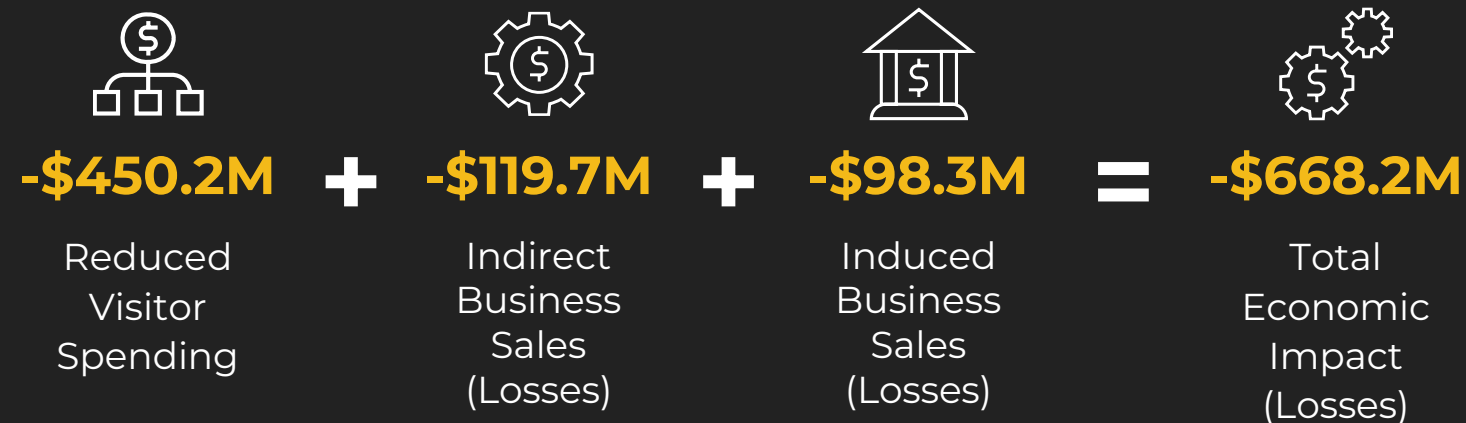 $ $ $ $
-$450.2M + -$119.7M + -$98.3M = -$668.2M
Reduced
Visitor
Spending
Indirect
Business
Sales
(Losses)
Induced
Business
Sales
(Losses)
Total
Economic
Impact
(Losses)